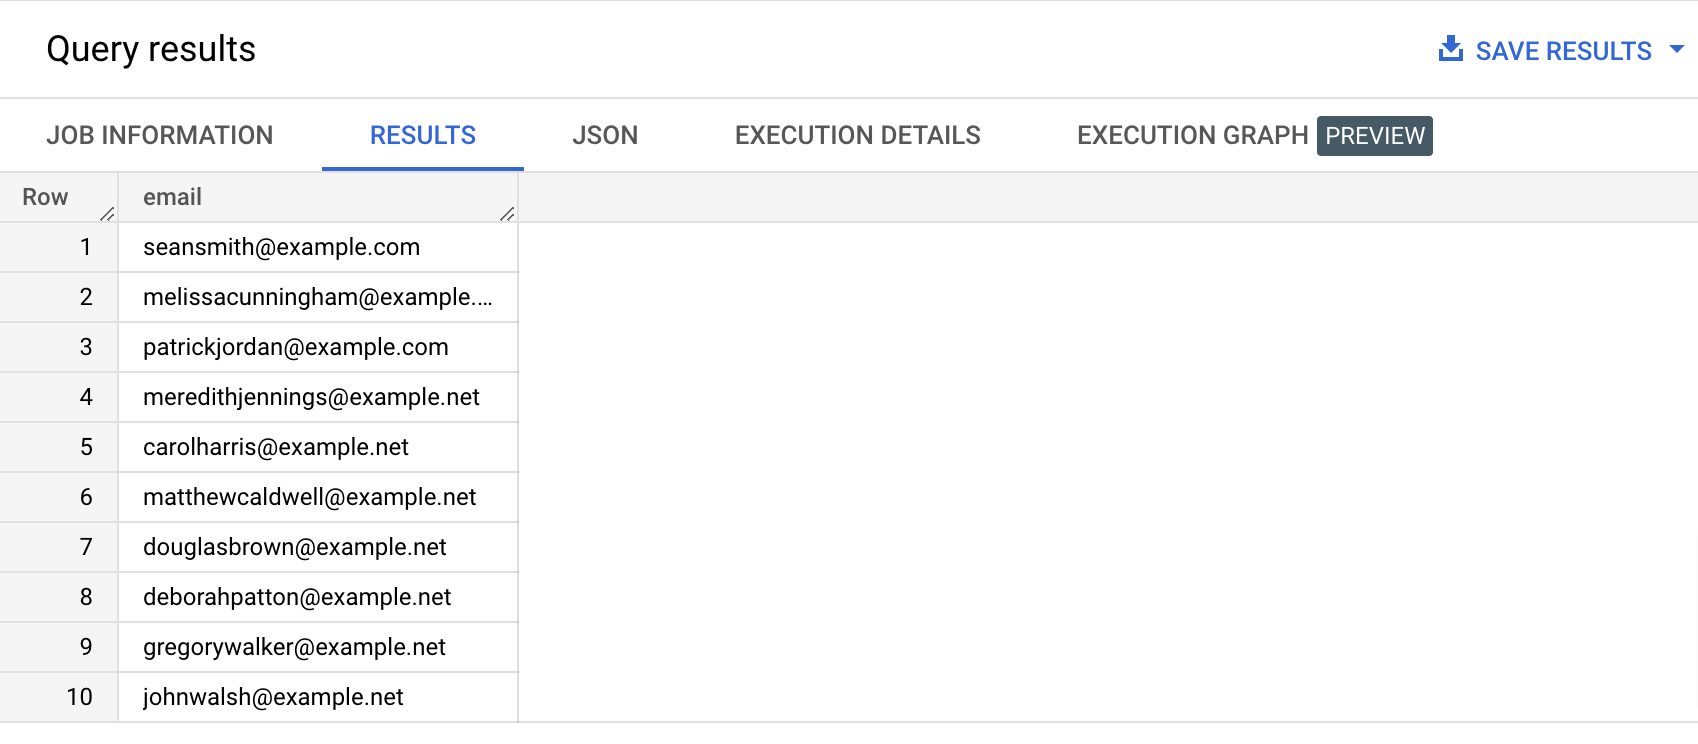 Query results
SAVE RESULTS
JOB INFORMATION RESULTS JSON EXECUTION DETAILS EXECUTION GRAPH PREVIEW
Row email
1 seansmith@example.com
2 melissacunningham@example....
3 patrickjordan@example.com
4 meredithjennings@example.net
5 carolharris@example.net
6 matthewcaldwell@example.net
7 douglasbrown@example.net
8 deborahpatton@example.net
9 gregorywalker@example.net
10 johnwalsh@example.net